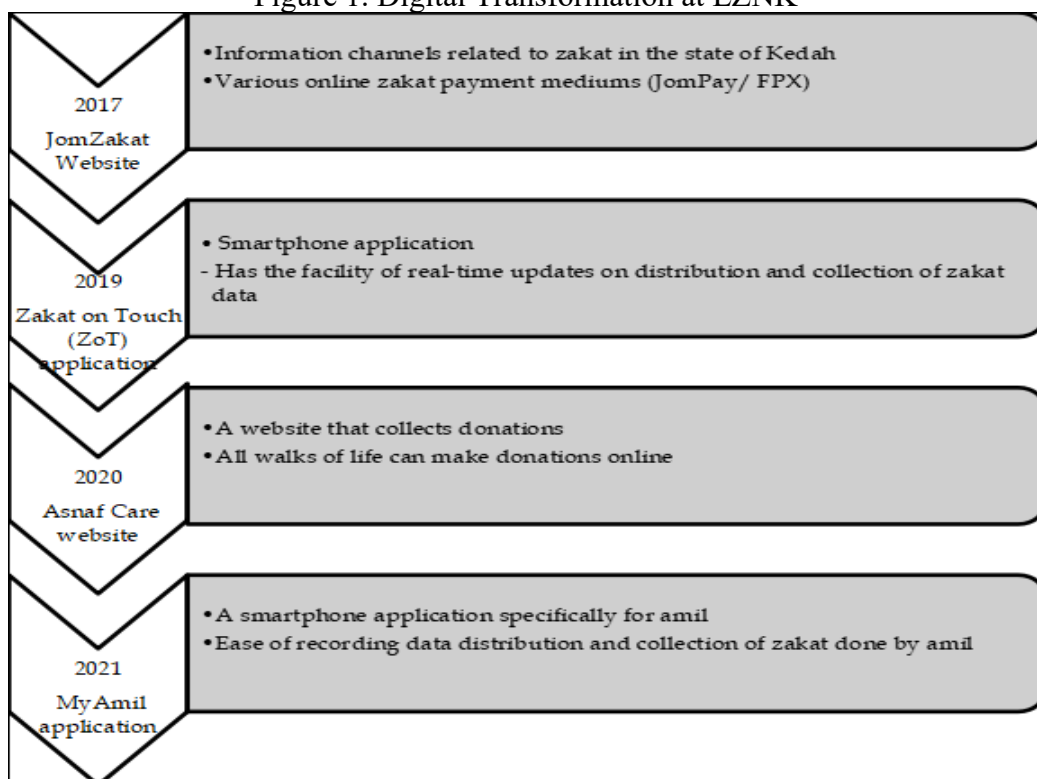 Figure 1: Digital Transformation at LZNK
2017
JomZakat
Website
•Information channels related to zakat in the state of Kedah
•Various online zakat payment mediums (JomPay/ FPX)
2019
Zakat on Touch
(ZoT)
application
• Smartphone application
- Has the facility of real-time updates on distribution and collection of zakat
data
2020
Asnaf Care
website
•A website that collects donations
•All walks of life can make donations online
2021
MyAmil
application
•A smartphone application specifically for amil
•Ease of recording data distribution and collection of zakat done by amil